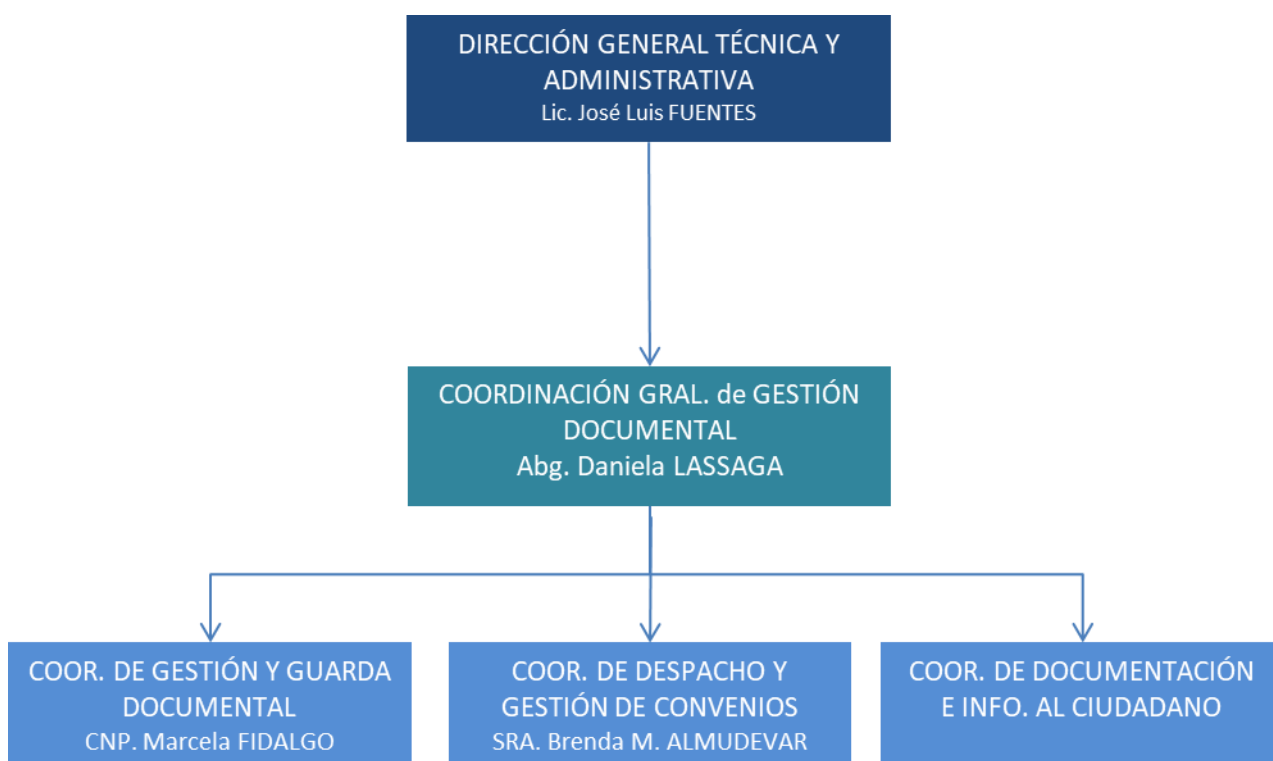 DIRECCIÓN GENERAL TÉCNICA Y
ADMINISTRATIVA
Lic. José Luis FUENTES
COORDINACIÓN GRAL. de GESTIÓN
DOCUMENTAL
Abg. Daniela LASSAGA
COOR. DE GESTIÓN Y GUARDA
DOCUMENTAL
CNP. Marcela FIDALGO
COOR. DE DESPACHO Y
GESTIÓN DE CONVENIOS
SRA. Brenda M. ALMUDEVAR
COOR. DE DOCUMENTACIÓN
E INFO. AL CIUDADANO